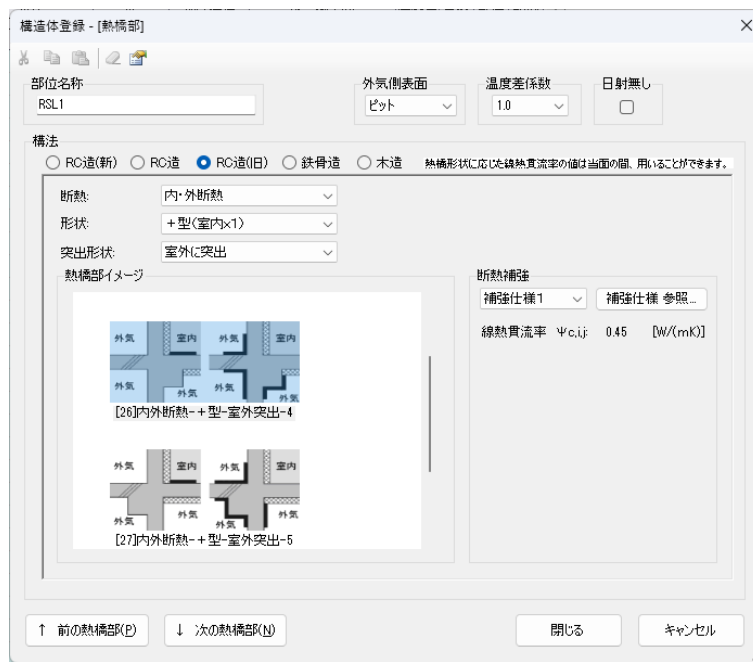 構造体登録 - [熱橋部]
部位名称
RSL1
外気側表面
ピット
温度差係数
1.0
日射無し
構法
RC造(新)
RC造
RC造(旧)
鉄骨造
木造
熱橋形状に応じた線熱貫流率の値は当面の間、用いることができます。
断熱:
内・外断熱
形状:
+型(室内x1)
突出形状:
室外に突出
熱橋部イメージ
外気 室内 外気 室内
外気 外気 外気 外気
[26]内外断熱-+型-室外突出-4
外気 室内 外気 室内
外気 外気 外気 外気
[27]内外断熱-+型-室外突出-5
断熱補強
補強仕様1
補強仕様 参照...
線熱貫流率 Ψc,i,j: 0.45 [W/(mK)]
↑ 前の熱橋部(P)
↓ 次の熱橋部(N)
閉じる
キャンセル